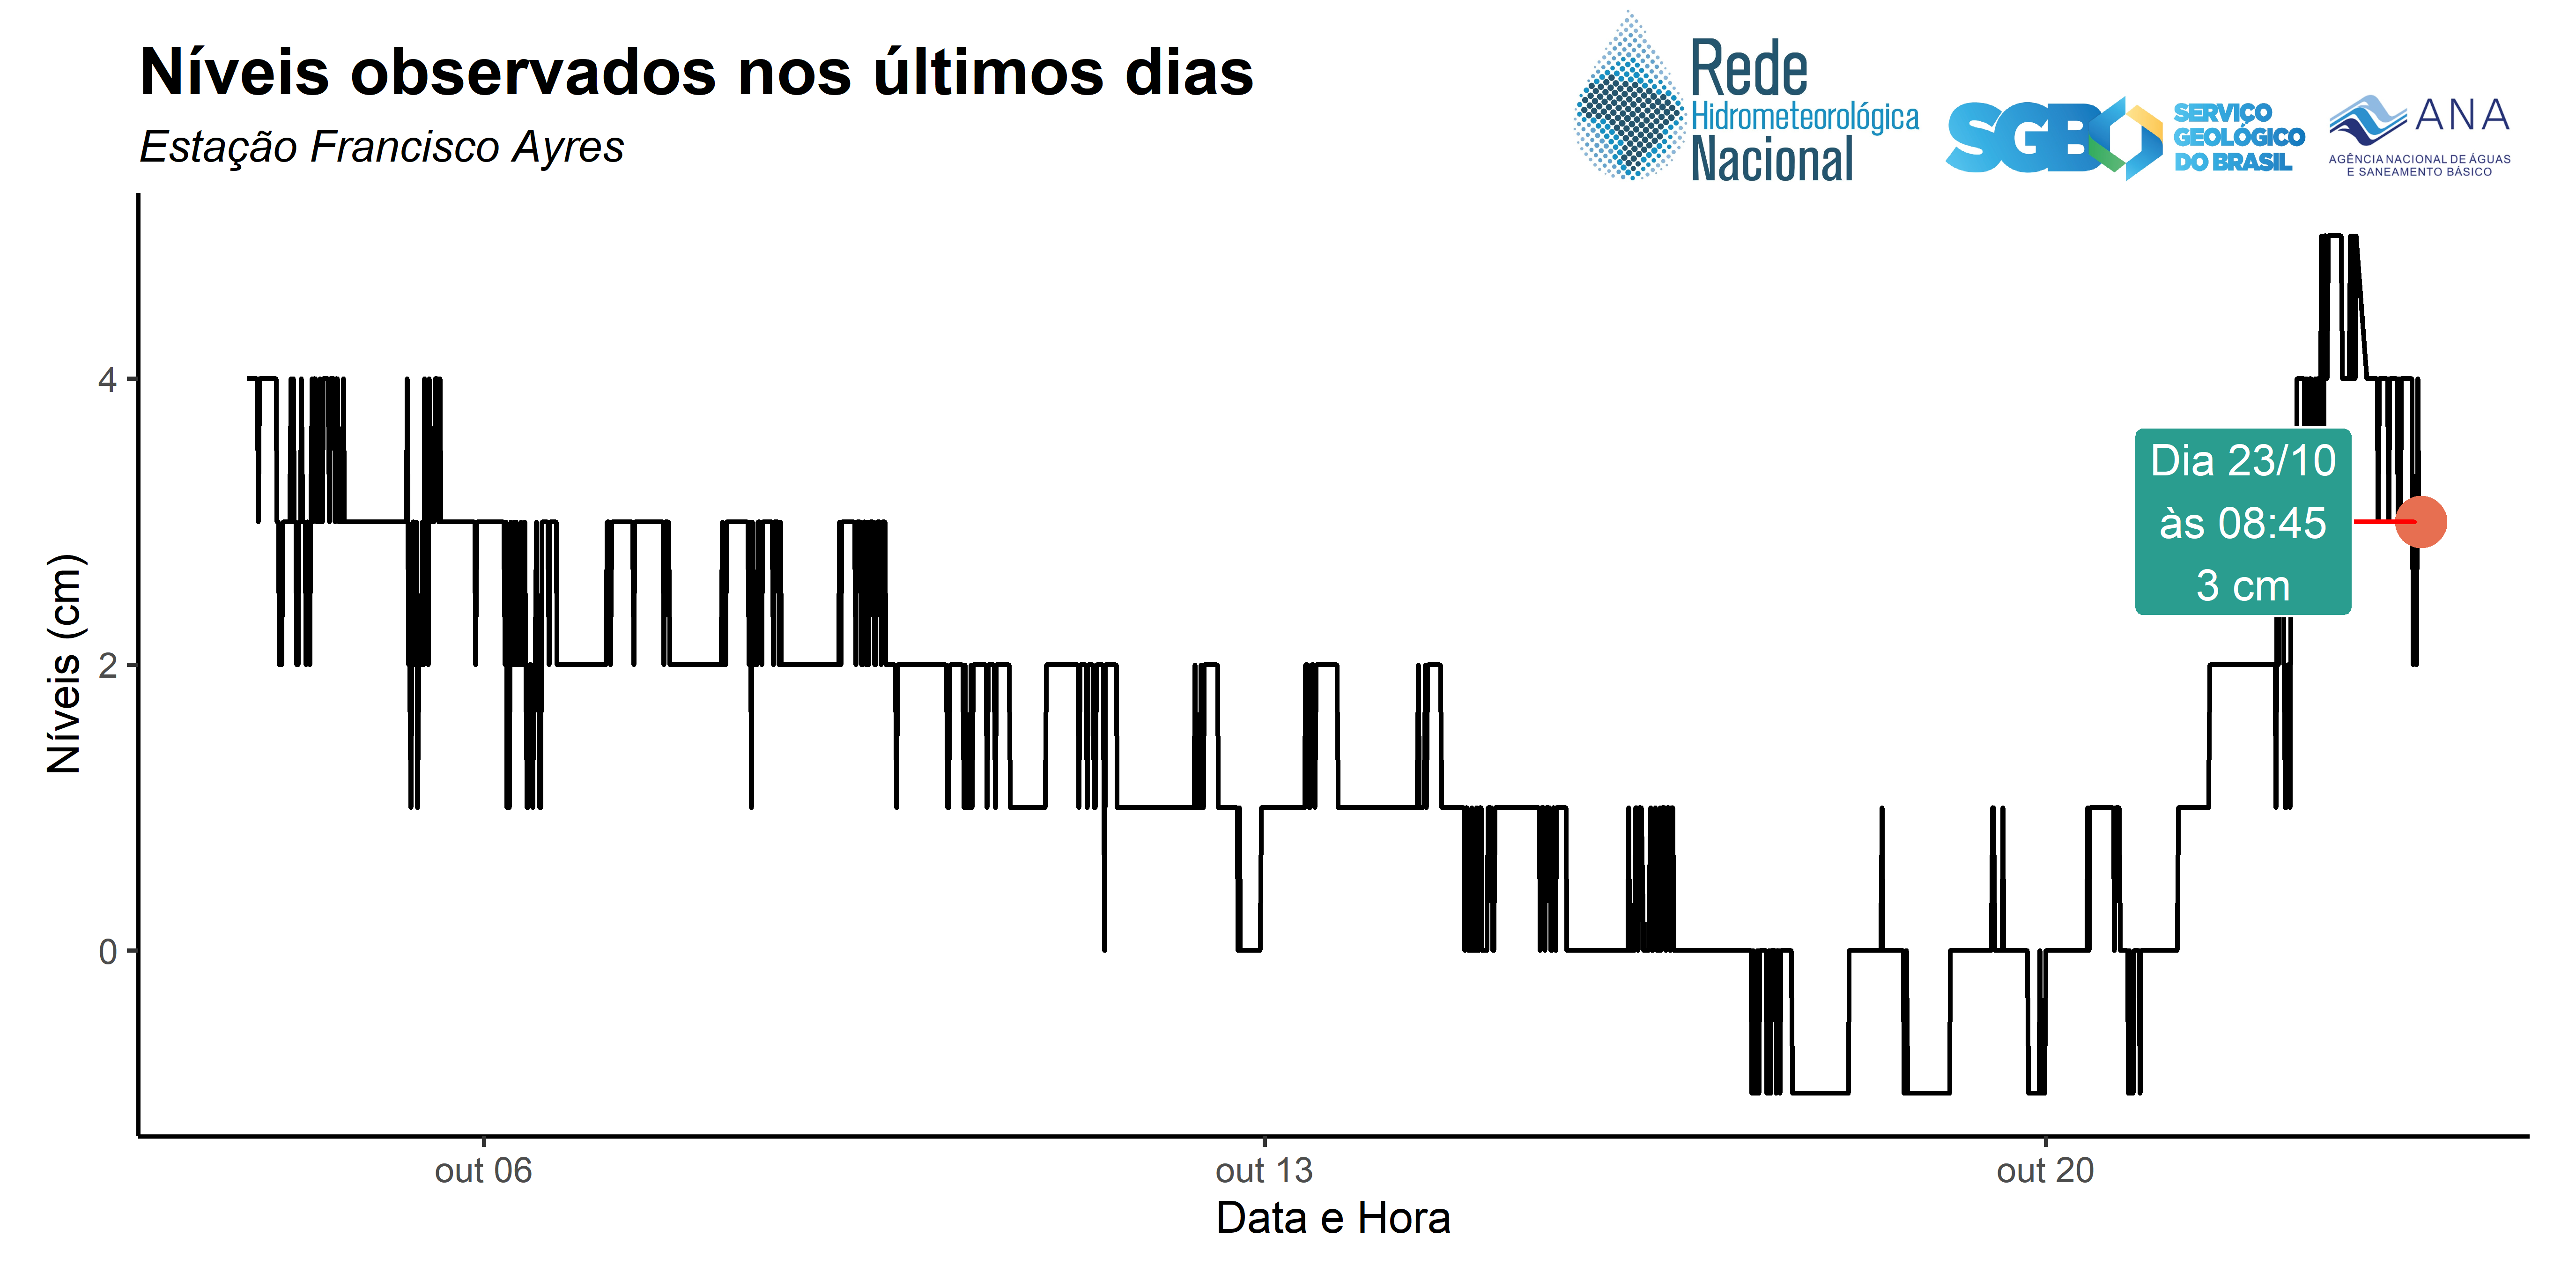 Níveis observados nos últimos dias
Estação Francisco Ayres
Rede
Hidrometeorológica
Nacional
SGB
SERVIÇO
GEOLÓGICO
DO BRASIL
ANA
AGÊNCIA NACIONAL DE ÁGUAS
E SANEAMENTO BÁSICO
Níveis (cm)
4
2
0
Dia 23/10
às 08:45
3 cm
out 06
out 13
out 20
Data e Hora